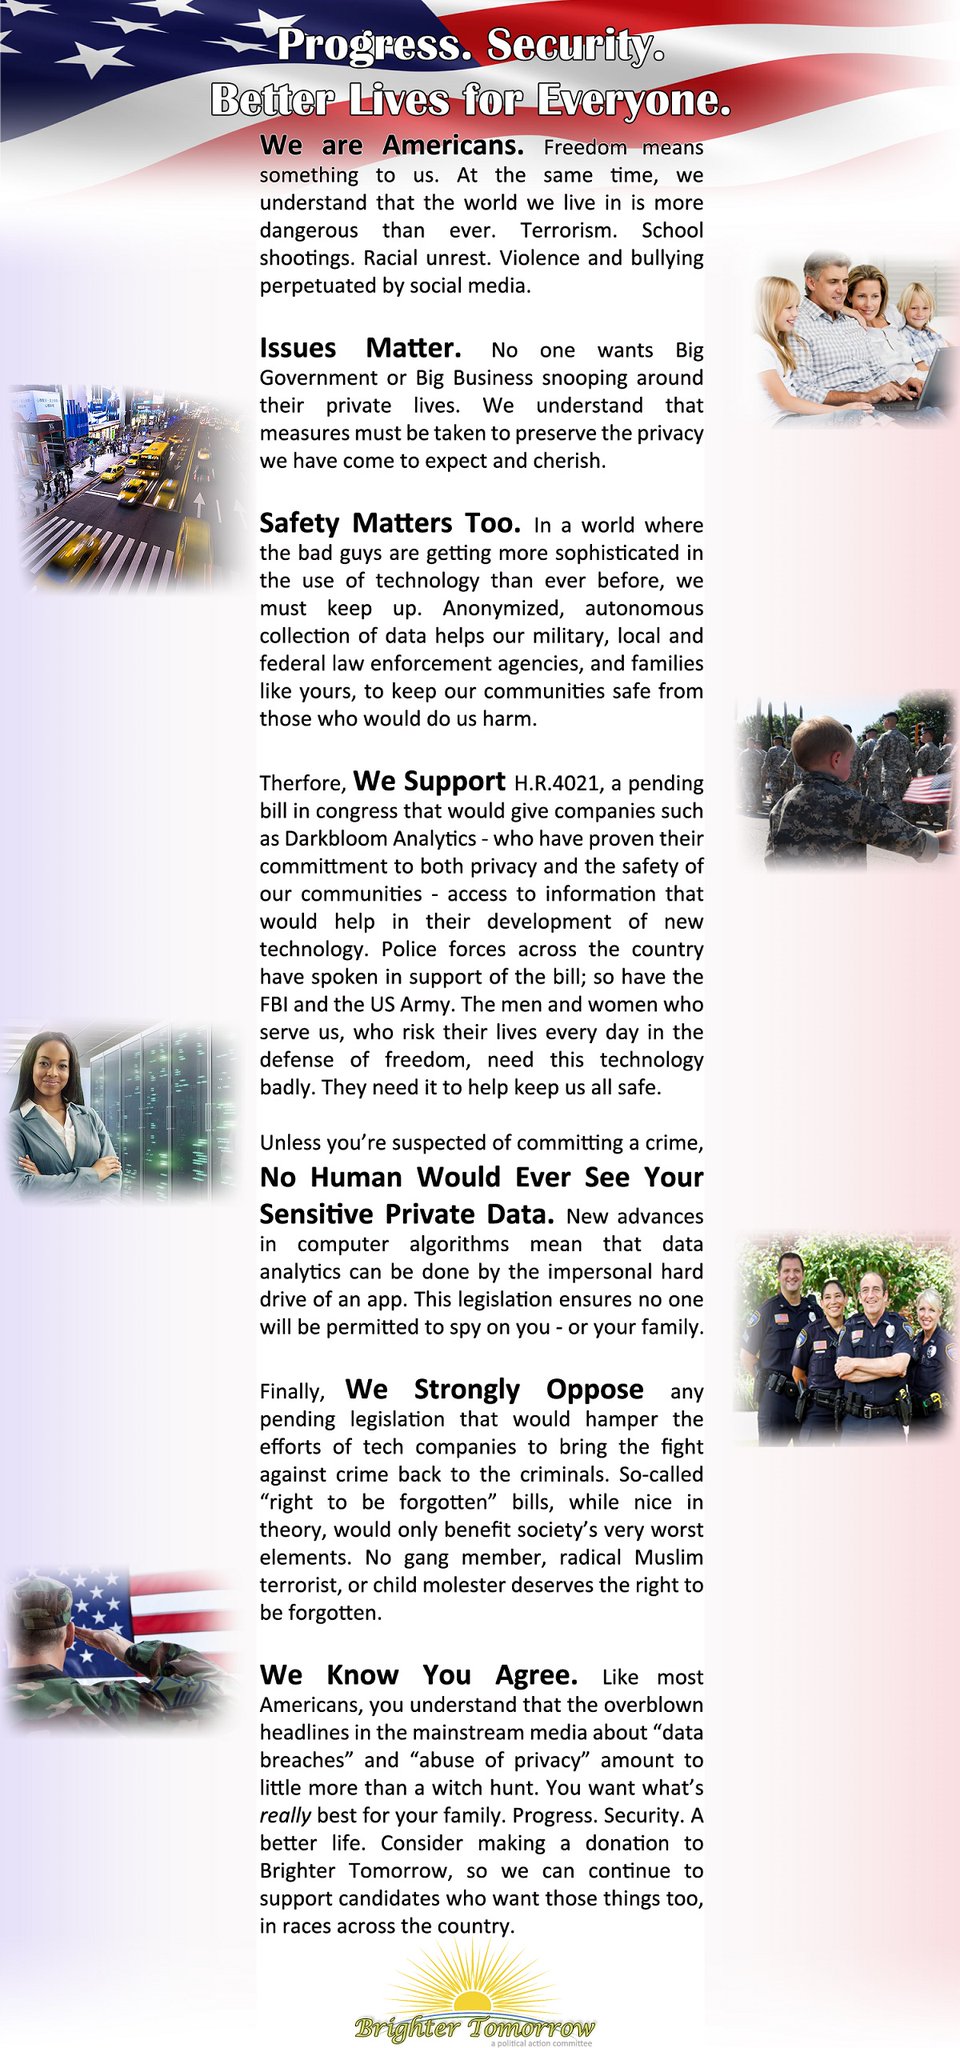 Progress. Security.
Better Lives for Everyone.
We are Americans. Freedom means
something to us. At the same time, we
understand that the world we live in is more
dangerous than ever. Terrorism. School
shootings. Racial unrest. Violence and bullying
perpetuated by social media.
Issues Matter. No one wants Big
Government or Big Business snooping around
their private lives. We understand that
measures must be taken to preserve the privacy
we have come to expect and cherish.
Safety Matters Too. In a world where
the bad guys are getting more sophisticated in
the use of technology than ever before, we
must keep up. Anonymized, autonomous
collection of data helps our military, local and
federal law enforcement agencies, and families
like yours, to keep our communities safe from
those who would do us harm.
Therfore, We Support H.R.4021, a pending
bill in congress that would give companies such
as Darkbloom Analytics - who have proven their
committment to both privacy and the safety of
our communities - access to information that
would help in their development of new
technology. Police forces across the country
have spoken in support of the bill; so have the
FBI and the US Army. The men and women who
serve us, who risk their lives every day in the
defense of freedom, need this technology
badly. They need it to help keep us all safe.
Unless you're suspected of committing a crime,
No Human Would Ever See Your
Sensitive Private Data. New advances
in computer algorithms mean that data
analytics can be done by the impersonal hard
drive of an app. This legislation ensures no one
will be permitted to spy on you - or your family.
Finally, We Strongly Oppose any
pending legislation that would hamper the
efforts of tech companies to bring the fight
against crime back to the criminals. So-called
"right to be forgotten" bills, while nice in
theory, would only benefit society's very worst
elements. No gang member, radical Muslim
terrorist, or child molester deserves the right to
be forgotten.
We Know You Agree. Like most
Americans, you understand that the overblown
headlines in the mainstream media about "data
breaches" and "abuse of privacy" amount to
little more than a witch hunt. You want what's
really best for your family. Progress. Security. A
better life. Consider making a donation to
Brighter Tomorrow, so we can continue to
support candidates who want those things too,
in races across the country.
Brighter Tomorrow
a political action committee